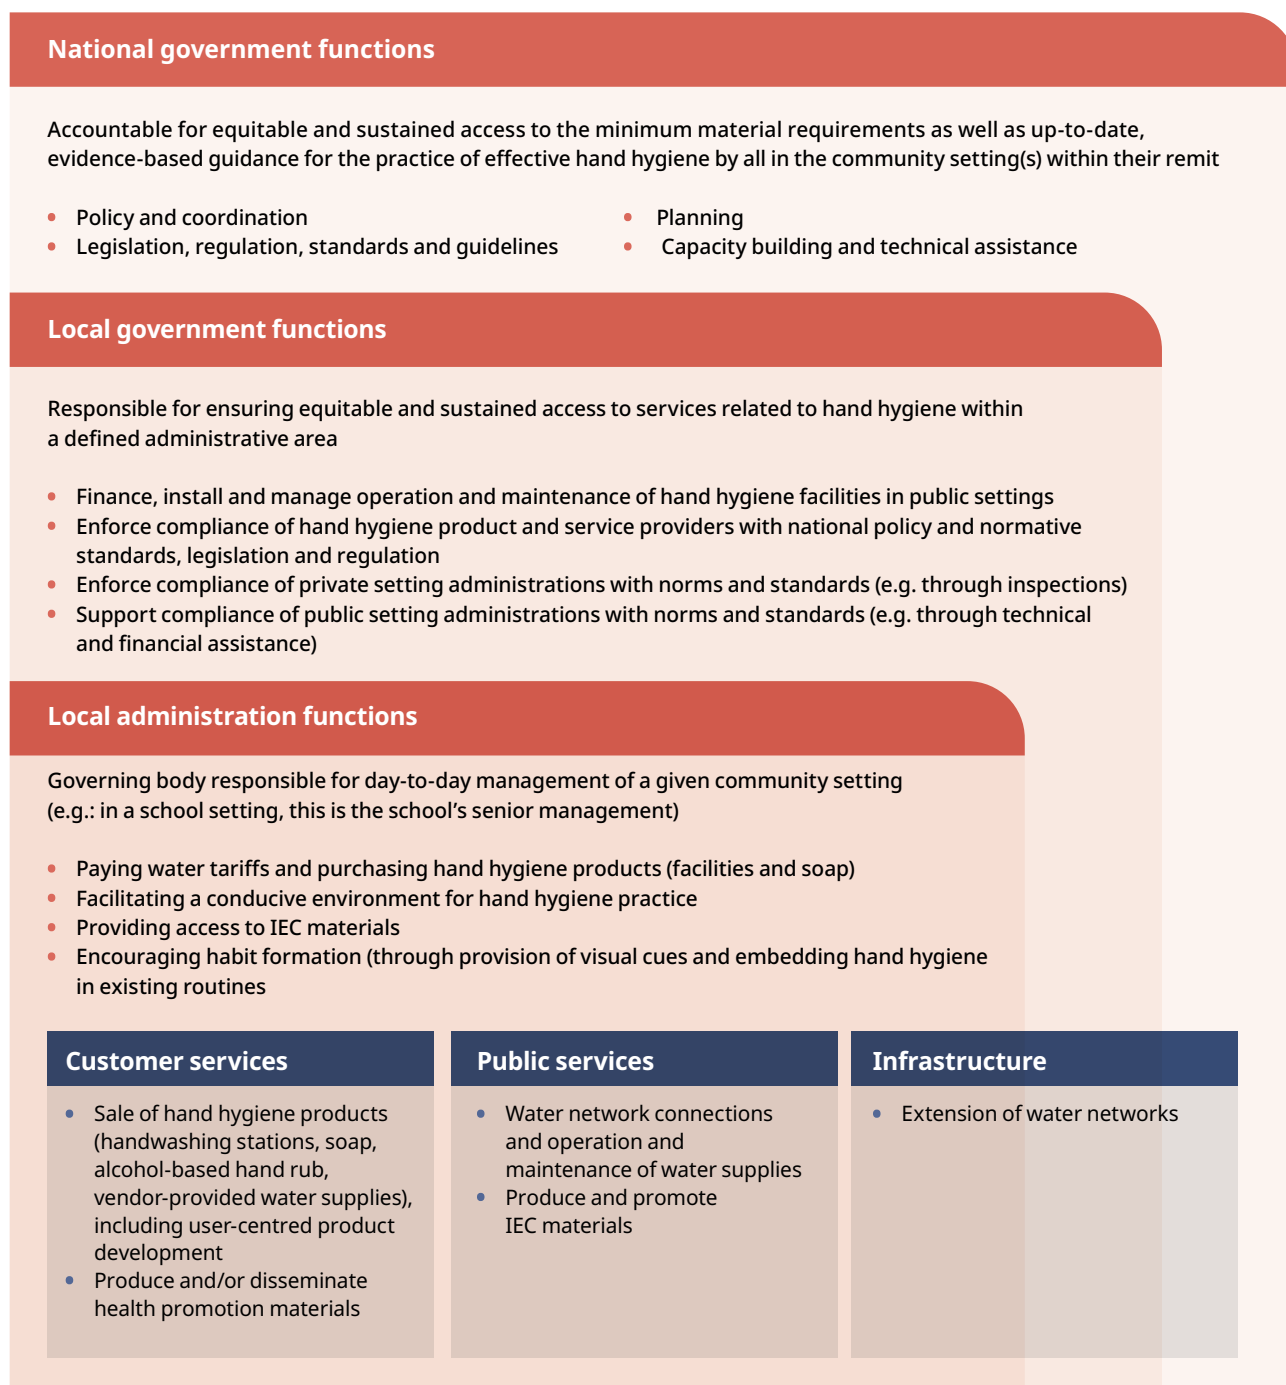 National government functions
Accountable for equitable and sustained access to the minimum material requirements as well as up-to-date,
evidence-based guidance for the practice of effective hand hygiene by all in the community setting(s) within their remit
• Policy and coordination
• Legislation, regulation, standards and guidelines
• Planning
• Capacity building and technical assistance
Local government functions
Responsible for ensuring equitable and sustained access to services related to hand hygiene within
a defined administrative area
• Finance, install and manage operation and maintenance of hand hygiene facilities in public settings
• Enforce compliance of hand hygiene product and service providers with national policy and normative
standards, legislation and regulation
• Enforce compliance of private setting administrations with norms and standards (e.g. through inspections)
• Support compliance of public setting administrations with norms and standards (e.g. through technical
and financial assistance)
Local administration functions
Governing body responsible for day-to-day management of a given community setting
(e.g.: in a school setting, this is the school’s senior management)
• Paying water tariffs and purchasing hand hygiene products (facilities and soap)
• Facilitating a conducive environment for hand hygiene practice
• Providing access to IEC materials
• Encouraging habit formation (through provision of visual cues and embedding hand hygiene
in existing routines
Customer services
• Sale of hand hygiene products
(handwashing stations, soap,
alcohol-based hand rub,
vendor-provided water supplies),
including user-centred product
development
• Produce and/or disseminate
health promotion materials
Public services
• Water network connections
and operation and
maintenance of water supplies
• Produce and promote
IEC materials
Infrastructure
• Extension of water networks